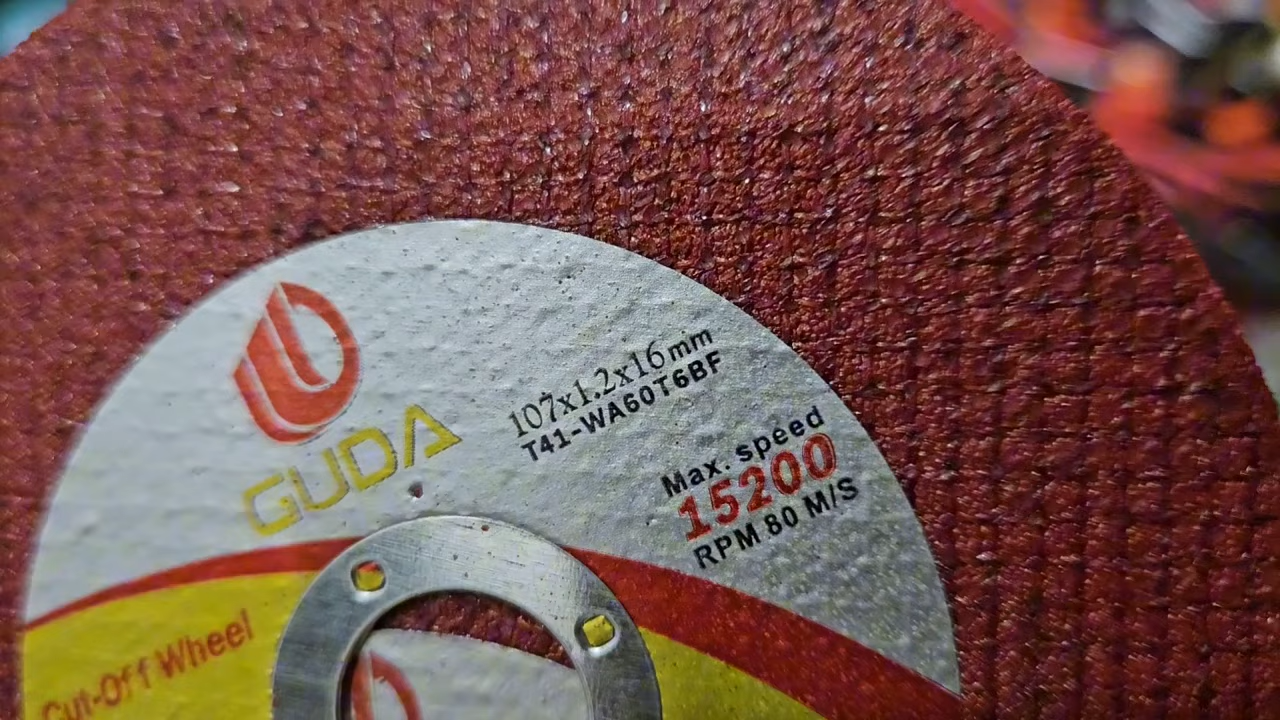 GUDA
107x1.2x16mm
T41-WA60T6BF
Max. speed
15200
RPM 80 M/S
Cut-Off Wheel